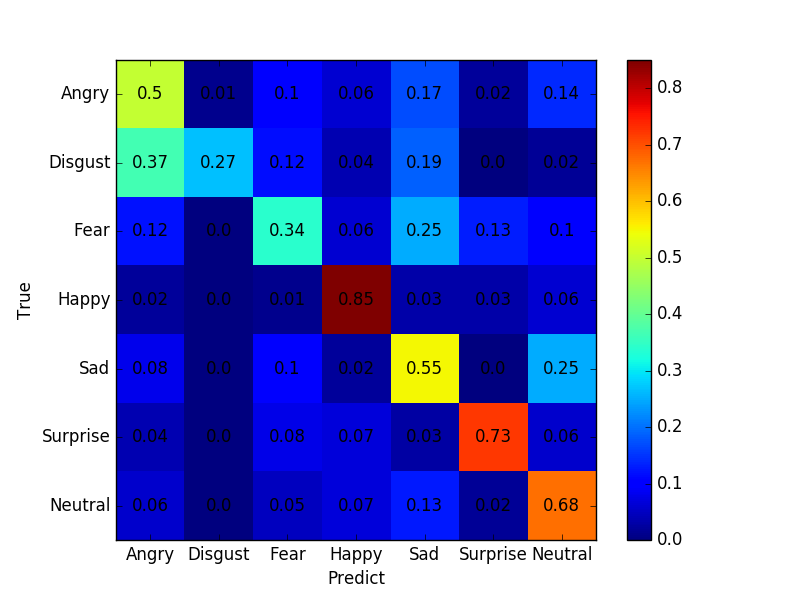 Angry 0.5 0.01 0.1 0.06 0.17 0.02 0.14
Disgust 0.37 0.27 0.12 0.04 0.19 0.0 0.02
Fear 0.12 0.0 0.34 0.06 0.25 0.13 0.1
Happy 0.02 0.0 0.01 0.85 0.03 0.03 0.06
Sad 0.08 0.0 0.1 0.02 0.55 0.0 0.25
Surprise 0.04 0.0 0.08 0.07 0.03 0.73 0.06
Neutral 0.06 0.0 0.05 0.07 0.13 0.02 0.68
Angry Disgust Fear Happy Sad Surprise Neutral
Predict
True
0.8
0.7
0.6
0.5
0.4
0.3
0.2
0.1
0.0